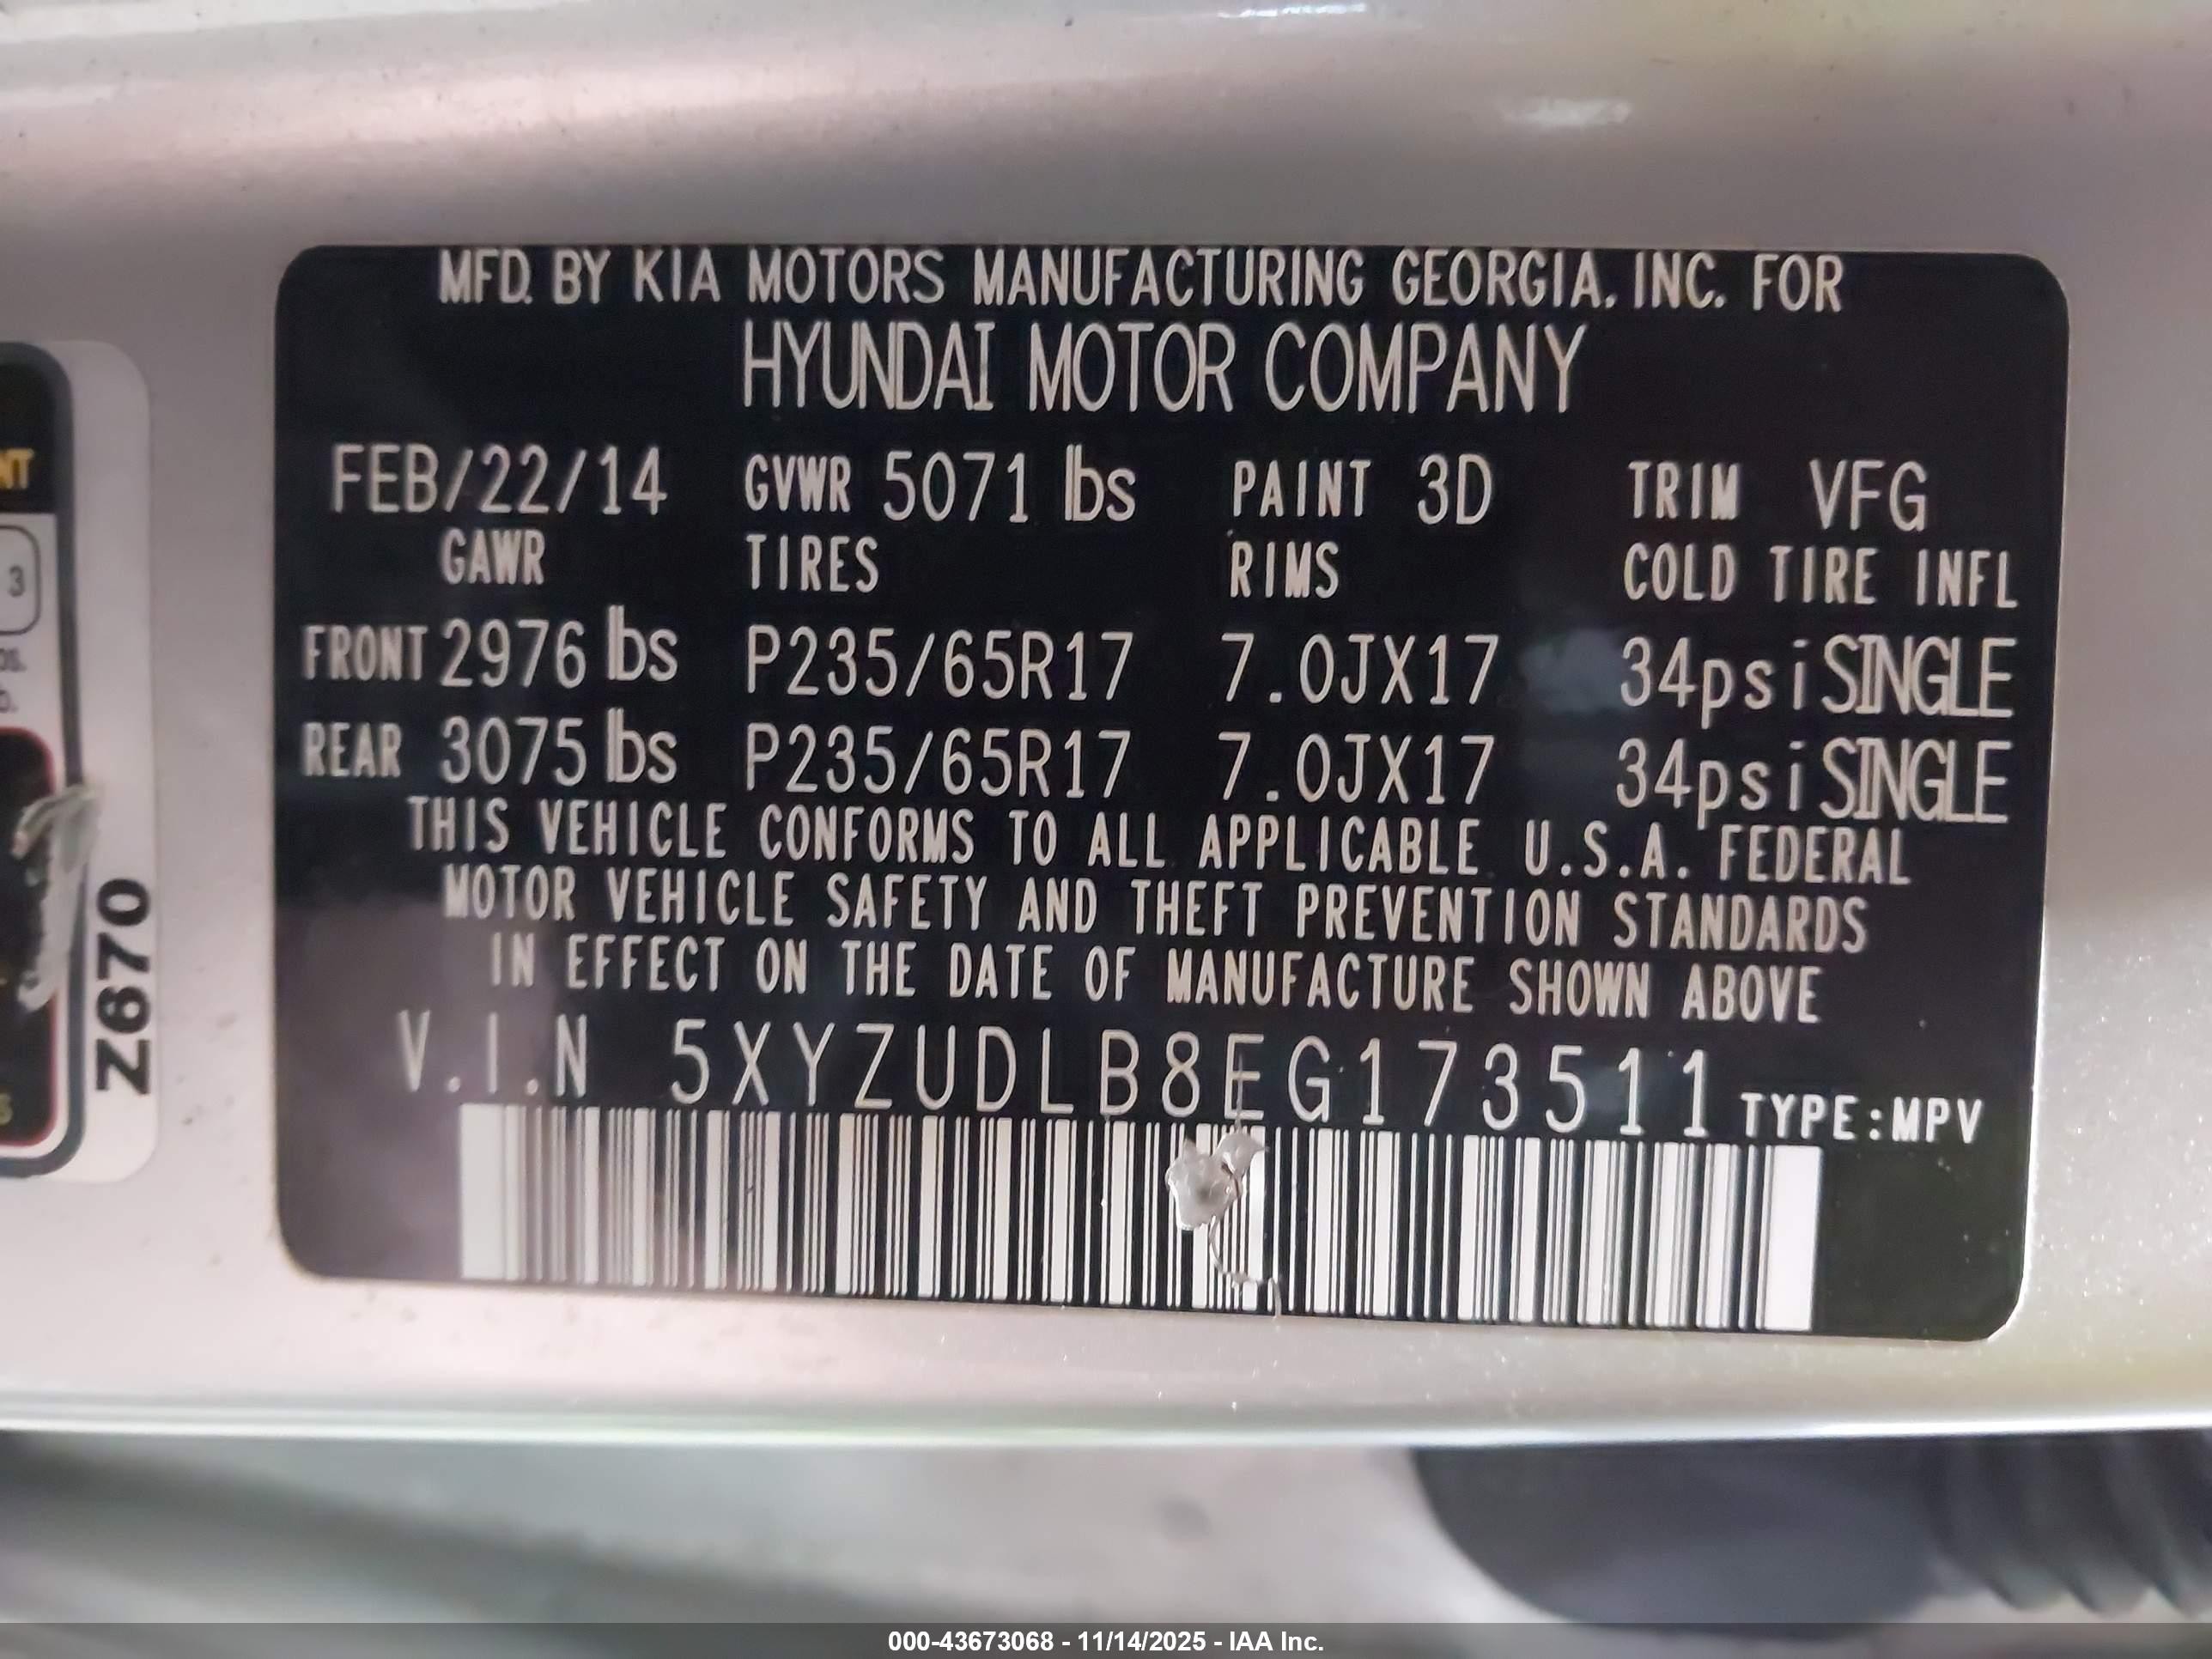 MFD. BY KIA MOTORS MANUFACTURING GEORGIA, INC. FOR
HYUNDAI MOTOR COMPANY
FEB/22/14 GVWR 5071 lbs PAINT 3D TRIM VFG
GAWR TIRES RIMS COLD TIRE INFL
FRONT 2976 lbs P235/65R17 7.0JX17 34psi SINGLE
REAR 3075 lbs P235/65R17 7.0JX17 34psi SINGLE
THIS VEHICLE CONFORMS TO ALL APPLICABLE U.S.A. FEDERAL
MOTOR VEHICLE SAFETY AND THEFT PREVENTION STANDARDS
IN EFFECT ON THE DATE OF MANUFACTURE SHOWN ABOVE
V.I.N 5XYZUDLB8EG173511 TYPE:MPV
NT
3
Z670
000-43673068 - 11/14/2025 - IAA Inc.